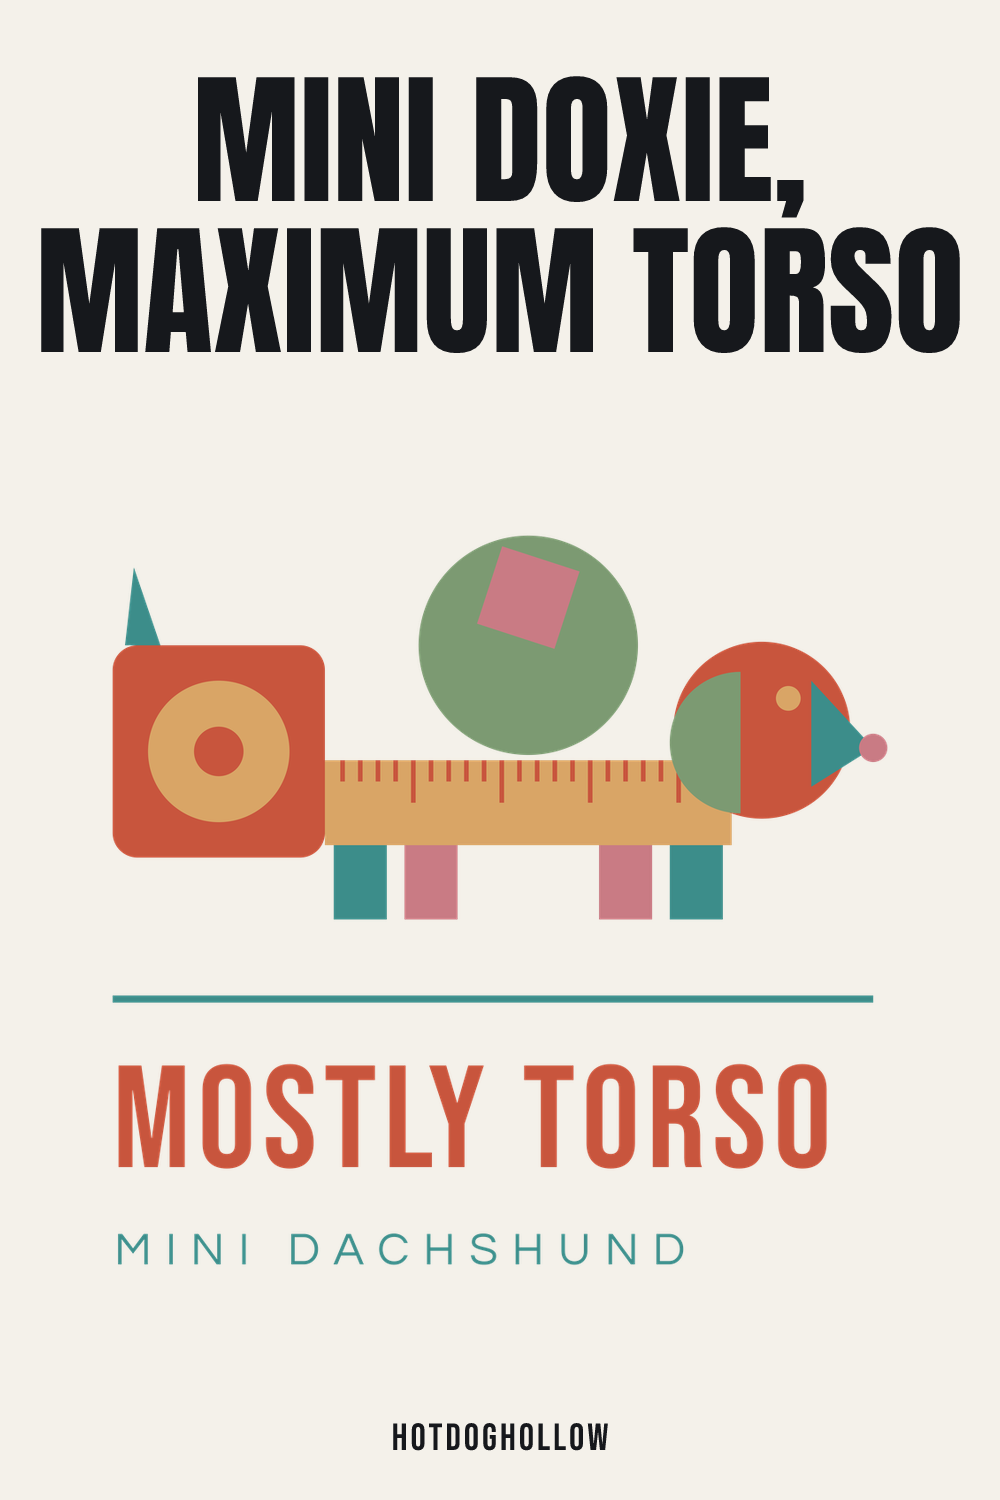 MINI DOXIE,
MAXIMUM TORSO
MOSTLY TORSO
MINI DACHSHUND
HOTDOGHOLLOW